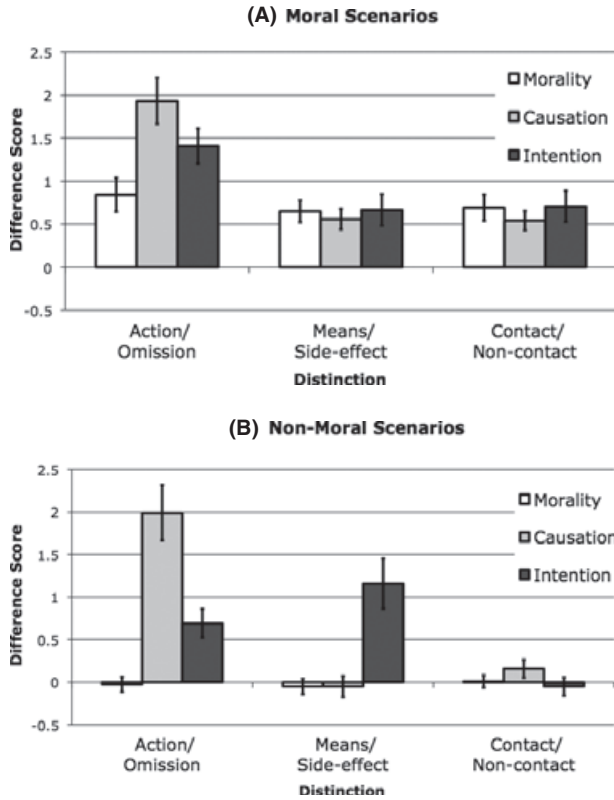 (A) Moral Scenarios
2.5
2
1.5
1
0.5
0
-0.5
Difference Score
Morality
Causation
Intention
Action/
Omission
Means/
Side-effect
Contact/
Non-contact
Distinction
(B) Non-Moral Scenarios
2.5
2
1.5
1
0.5
0
-0.5
Difference Score
Morality
Causation
Intention
Action/
Omission
Means/
Side-effect
Contact/
Non-contact
Distinction